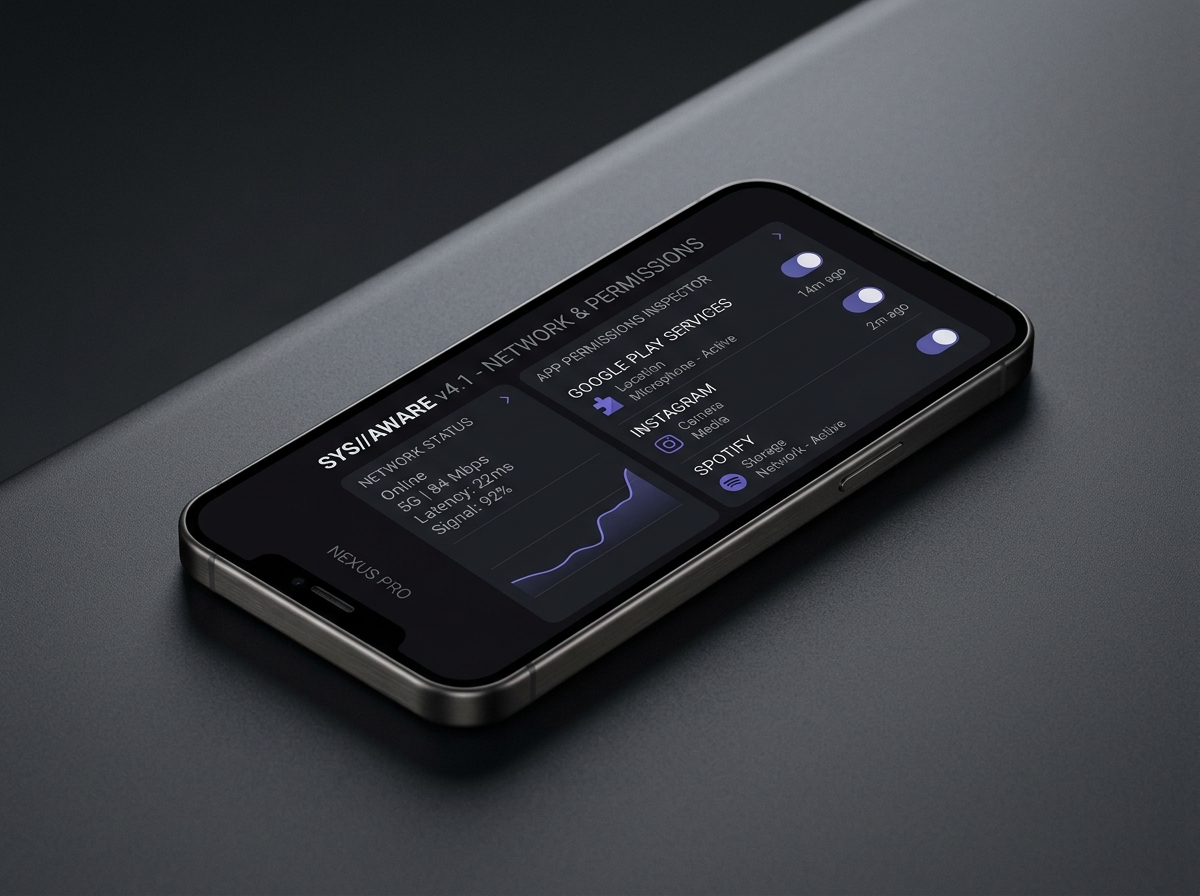 SYS//AWARE v4.1 - NETWORK & PERMISSIONS
NETWORK STATUS
Online
5G | 84 Mbps
Latency: 22ms
Signal: 92%
APP PERMISSIONS INSPECTOR
GOOGLE PLAY SERVICES
Location
Microphone - Active
14m ago
INSTAGRAM
Camera
Media
2m ago
SPOTIFY
Storage
Network - Active
NEXUS PRO